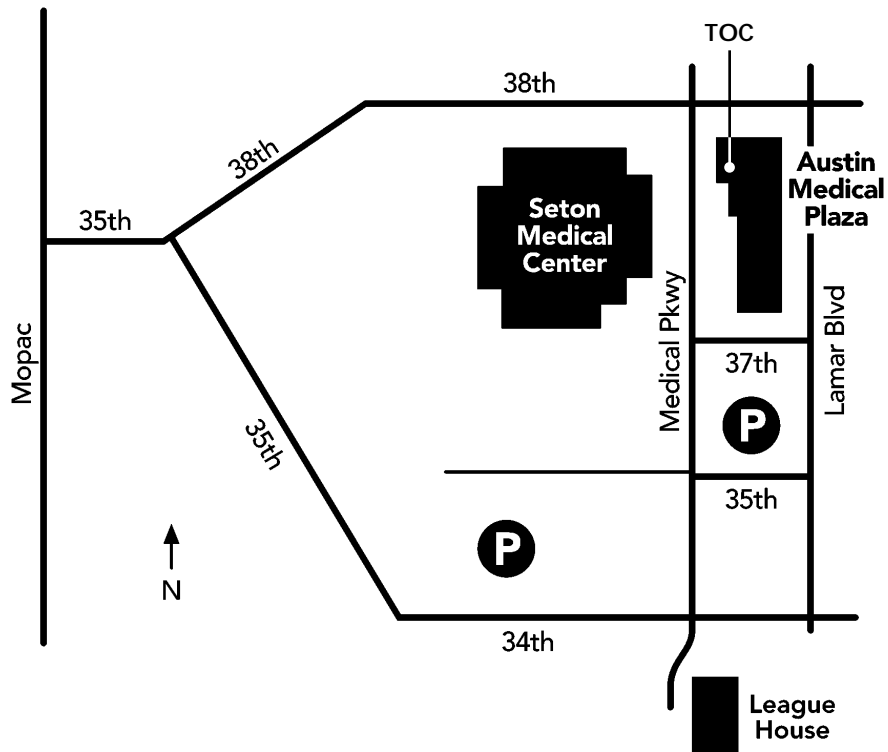 TOC
38th
38th
Austin
Medical
Plaza
Seton
Medical
Center
35th
Medical Pkwy
Lamar Blvd
Mopac
37th
P
35th
35th
P
N
34th
League
House